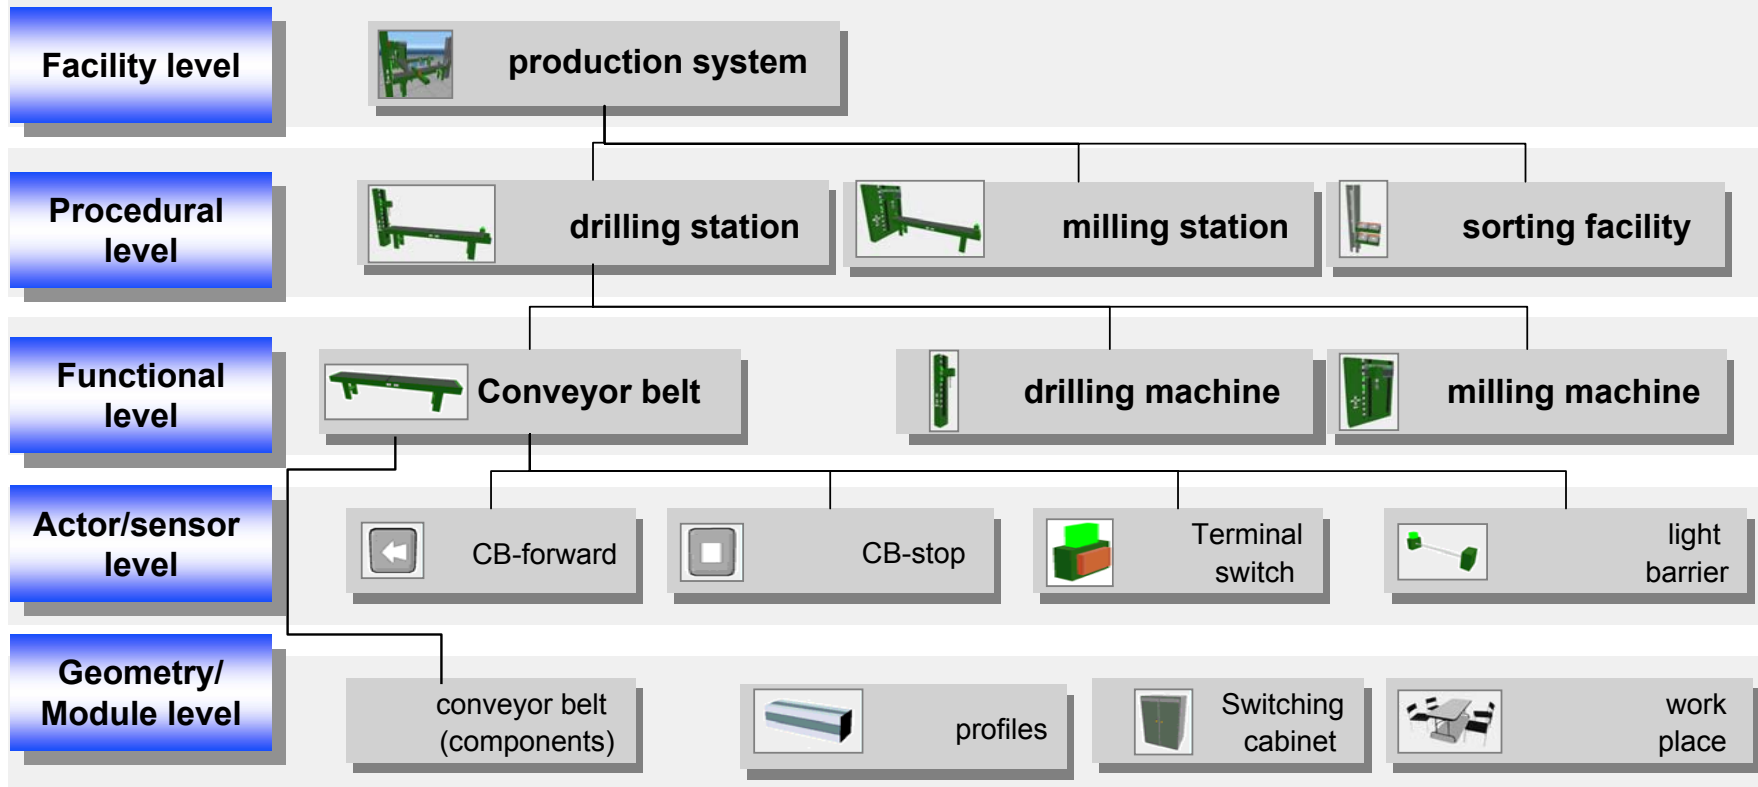 Facility level
production system
Procedural
level
drilling station
milling station
sorting facility
Functional
level
Conveyor belt
drilling machine
milling machine
Actor/sensor
level
CB-forward
CB-stop
Terminal
switch
light
barrier
Geometry/
Module level
conveyor belt
(components)
profiles
Switching
cabinet
work
place